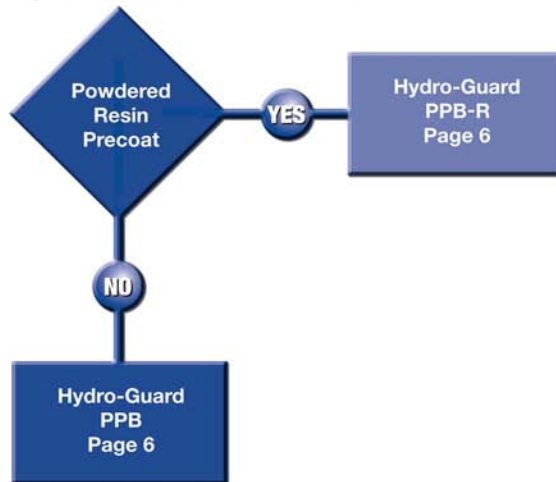 Powdered
Resin
Precoat
YES
Hydro-Guard
PPB-R
Page 6
NO
Hydro-Guard
PPB
Page 6